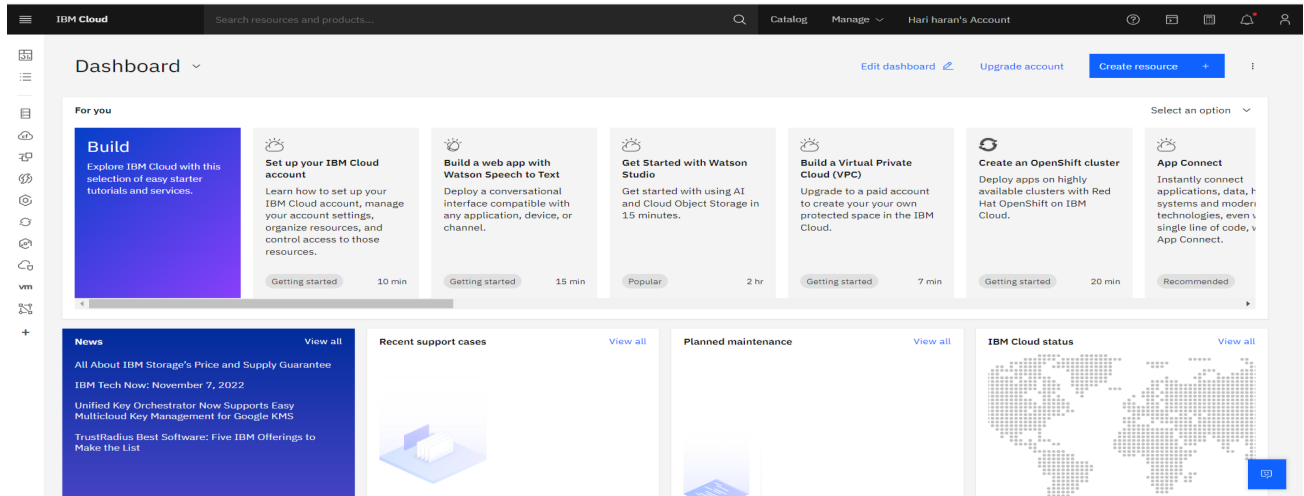 IBM Cloud
Search resources and products...
Catalog
Manage
Hari haran's Account
Dashboard
Edit dashboard
Upgrade account
Create resource +
For you
Select an option
Build
Explore IBM Cloud with this
selection of easy starter
tutorials and services.
Set up your IBM Cloud
account
Learn how to set up your
IBM Cloud account, manage
your account settings,
organize resources, and
control access to those
resources.
Getting started
10 min
Build a web app with
Watson Speech to Text
Deploy a conversational
interface compatible with
any application, device, or
channel.
Getting started
15 min
Get Started with Watson
Studio
Get started with using AI
and Cloud Object Storage in
15 minutes.
Popular
2 hr
Build a Virtual Private
Cloud (VPC)
Upgrade to a paid account
to create your your own
protected space in the IBM
Cloud.
Getting started
7 min
Create an OpenShift cluster
Deploy apps on highly
available clusters with Red
Hat OpenShift on IBM
Cloud.
Getting started
20 min
App Connect
Instantly connect
applications, data,
systems and
technologies, even
single line of code,
App Connect.
Recommended
vm
News
View all
All About IBM Storage's Price and Supply Guarantee
IBM Tech Now: November 7, 2022
Unified Key Orchestrator Now Supports Easy
Multicloud Key Management for Google KMS
TrustRadius Best Software: Five IBM Offerings to
Make the List
Recent support cases
View all
Planned maintenance
View all
IBM Cloud status
View all